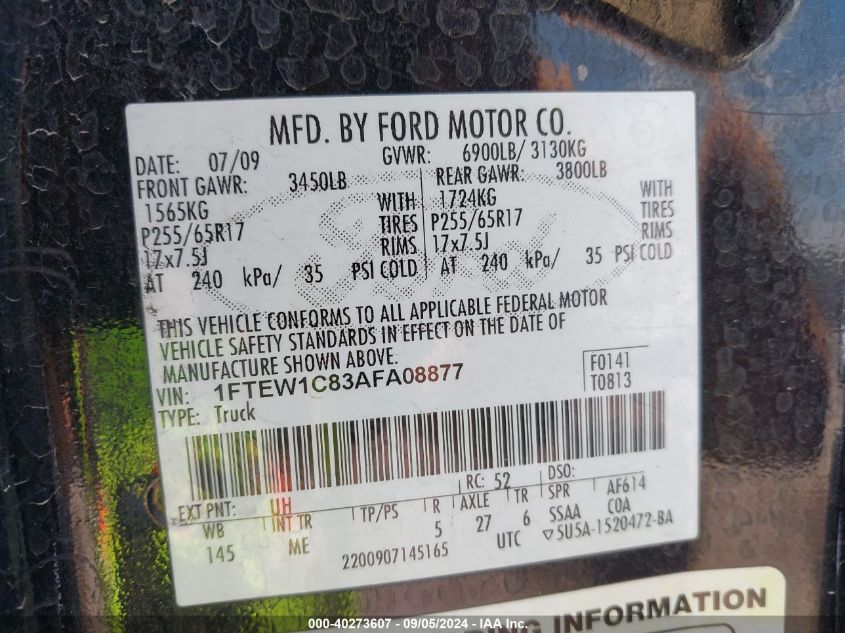 MFD. BY FORD MOTOR CO.
DATE: 07/09 GVWR: 6900LB/ 3130KG
FRONT GAWR: 3450LB REAR GAWR: 3800LB
1565KG WITH 1724KG WITH
P255/65R17 TIRES P255/65R17 TIRES
17x7.5J RIMS 17x7.5J RIMS
AT 240 kPa/ 35 PSI COLD AT 240 kPa/ 35 PSI COLD
THIS VEHICLE CONFORMS TO ALL APPLICABLE FEDERAL MOTOR
VEHICLE SAFETY STANDARDS IN EFFECT ON THE DATE OF
MANUFACTURE SHOWN ABOVE.
VIN: 1FTEW1C83AFA08877 F0141
TYPE: Truck T0813
EXT PNT: UH RC: 52 DSO:
WB INT TR TP/PS R AXLE TR SPR AF614
145 ME 5 27 6 SSAA COA
2200907145165 UTC ▽5U5A-1520472-BA
ING INFORMATION
000-40273607 - 09/05/2024 - IAA Inc.